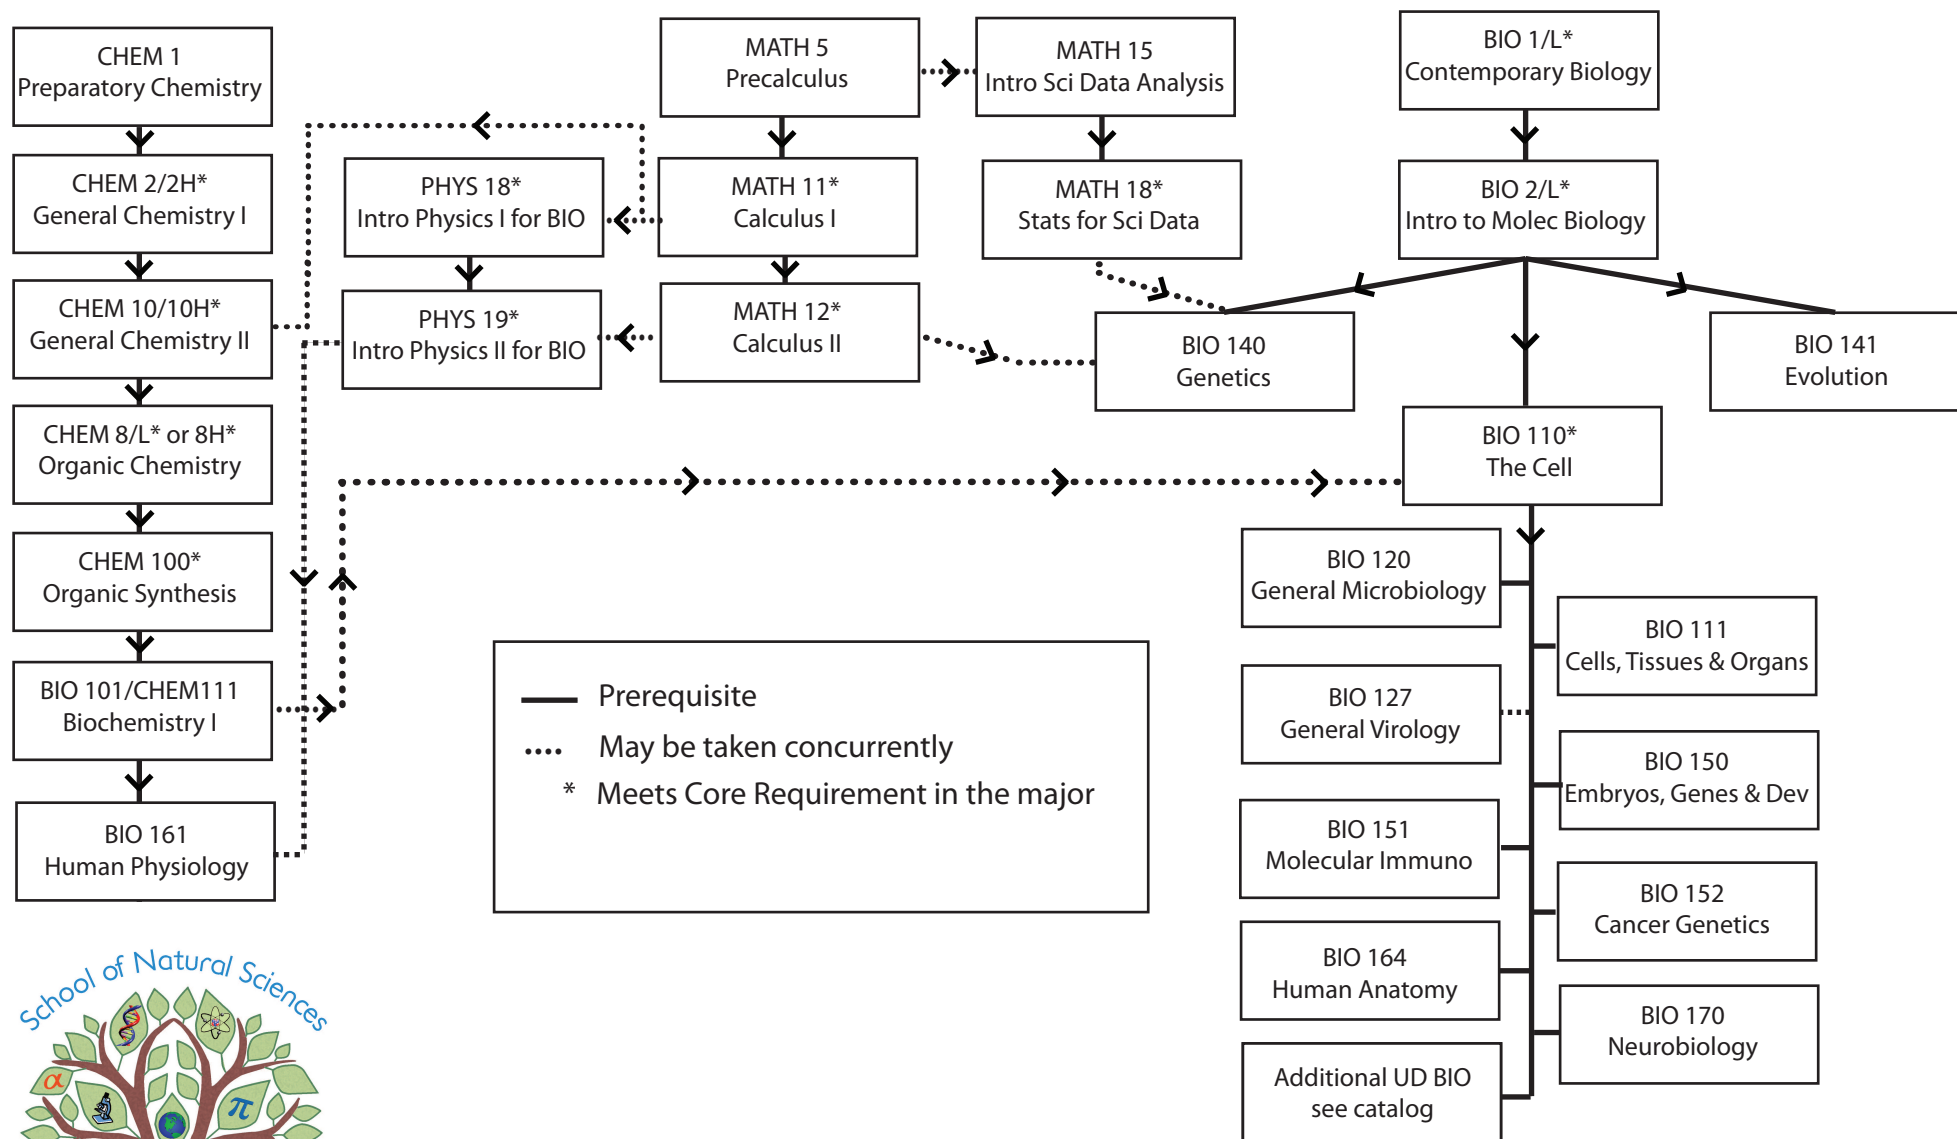 CHEM 1
Preparatory Chemistry
CHEM 2/2H*
General Chemistry I
CHEM 10/10H*
General Chemistry II
CHEM 8/L* or 8H*
Organic Chemistry
CHEM 100*
Organic Synthesis
BIO 101/CHEM111
Biochemistry I
BIO 161
Human Physiology
PHYS 18*
Intro Physics I for BIO
PHYS 19*
Intro Physics II for BIO
MATH 5
Precalculus
MATH 11*
Calculus I
MATH 12*
Calculus II
MATH 15
Intro Sci Data Analysis
MATH 18*
Stats for Sci Data
BIO 1/L*
Contemporary Biology
BIO 2/L*
Intro to Molec Biology
BIO 140
Genetics
BIO 141
Evolution
BIO 110*
The Cell
BIO 120
General Microbiology
BIO 111
Cells, Tissues & Organs
BIO 127
General Virology
BIO 150
Embryos, Genes & Dev
BIO 151
Molecular Immuno
BIO 152
Cancer Genetics
BIO 164
Human Anatomy
BIO 170
Neurobiology
Additional UD BIO
see catalog
Prerequisite
May be taken concurrently
* Meets Core Requirement in the major
School of Natural Sciences
α
π